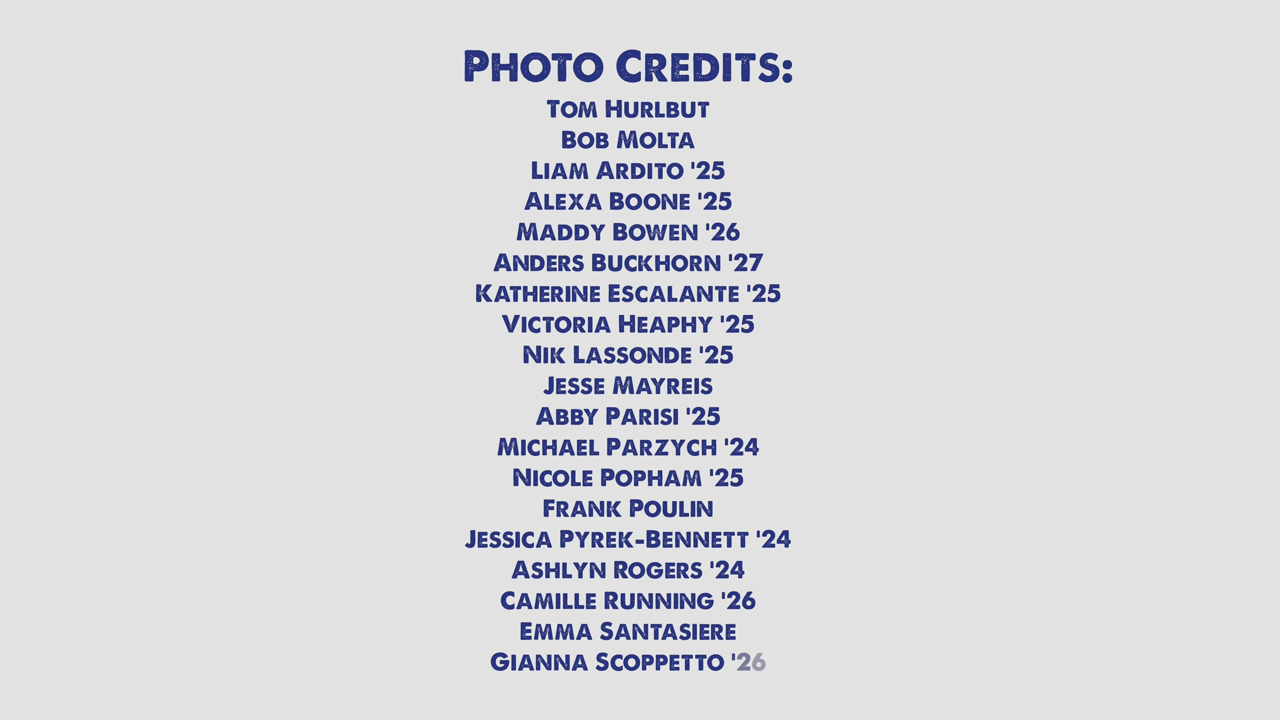 PHOTO CREDITS:
TOM HURLBUT
BOB MOLTA
LIAM ARDITO '25
ALEXA BOONE '25
MADDY BOWEN '26
ANDERS BUCKHORN '27
KATHERINE ESCALANTE '25
VICTORIA HEAPHY '25
NIK LASSONDE '25
JESSE MAYREIS
ABBY PARISI '25
MICHAEL PARZYCH '24
NICOLE POPHAM '25
FRANK POULIN
JESSICA PYREK-BENNETT '24
ASHLYN ROGERS '24
CAMILLE RUNNING '26
EMMA SANTASIERE
GIANNA SCOPPETTO '26